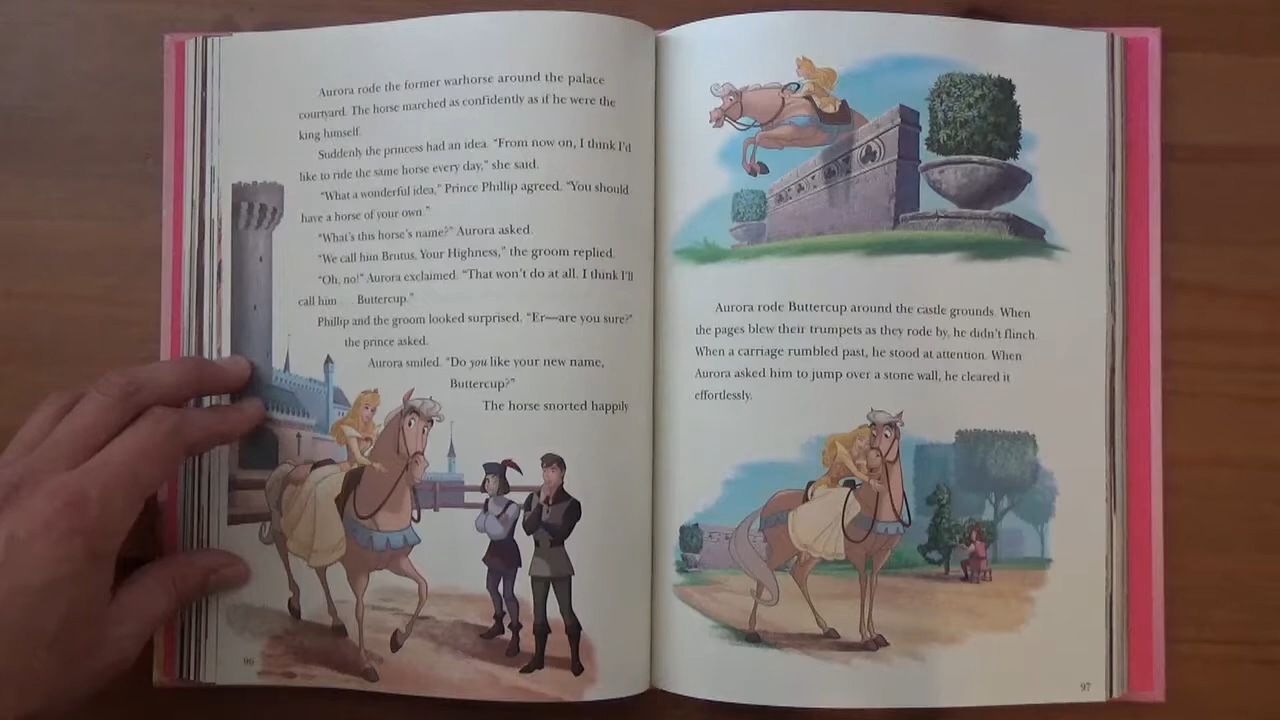 Aurora rode the former warhorse around the palace
courtyard. The horse marched as confidently as if he were the
king himself.
Suddenly the princess had an idea. “From now on, I think I’d
like to ride the same horse every day,” she said.
“What a wonderful idea,” Prince Phillip agreed. “You should
have a horse of your own.”
“What’s this horse’s name?” Aurora asked.
“We call him Brutus, Your Highness,” the groom replied.
“Oh, no!” Aurora exclaimed. “That won’t do at all. I think I’ll
call him . . . Buttercup.”
Phillip and the groom looked surprised. “Er—are you sure?”
the prince asked.
Aurora smiled. “Do you like your new name,
Buttercup?”
The horse snorted happily
96
Aurora rode Buttercup around the castle grounds. When
the pages blew their trumpets as they rode by, he didn’t flinch.
When a carriage rumbled past, he stood at attention. When
Aurora asked him to jump over a stone wall, he cleared it
effortlessly.
97